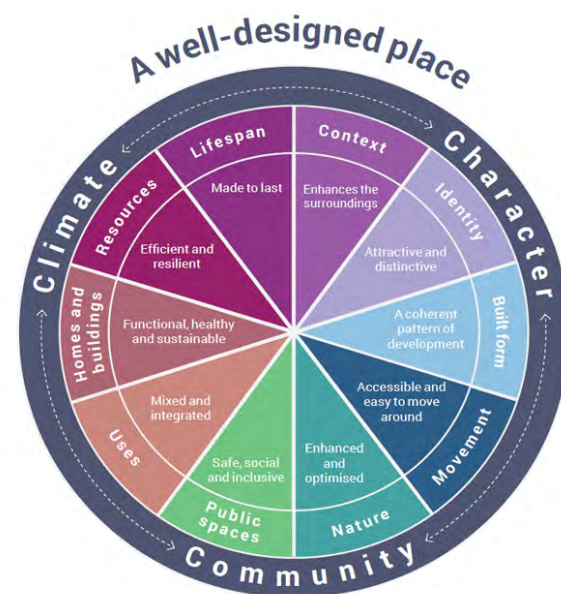 A well-designed place
Climate
Character
Community
Context
Enhances the
surroundings
Identity
Attractive and
distinctive
Built form
A coherent
pattern of
development
Movement
Accessible and
easy to move
around
Nature
Enhanced
and
optimised
Public
spaces
Safe, social
and inclusive
Uses
Mixed and
integrated
Homes and
buildings
Functional, healthy
and sustainable
Resources
Efficient and
resilient
Lifespan
Made to last